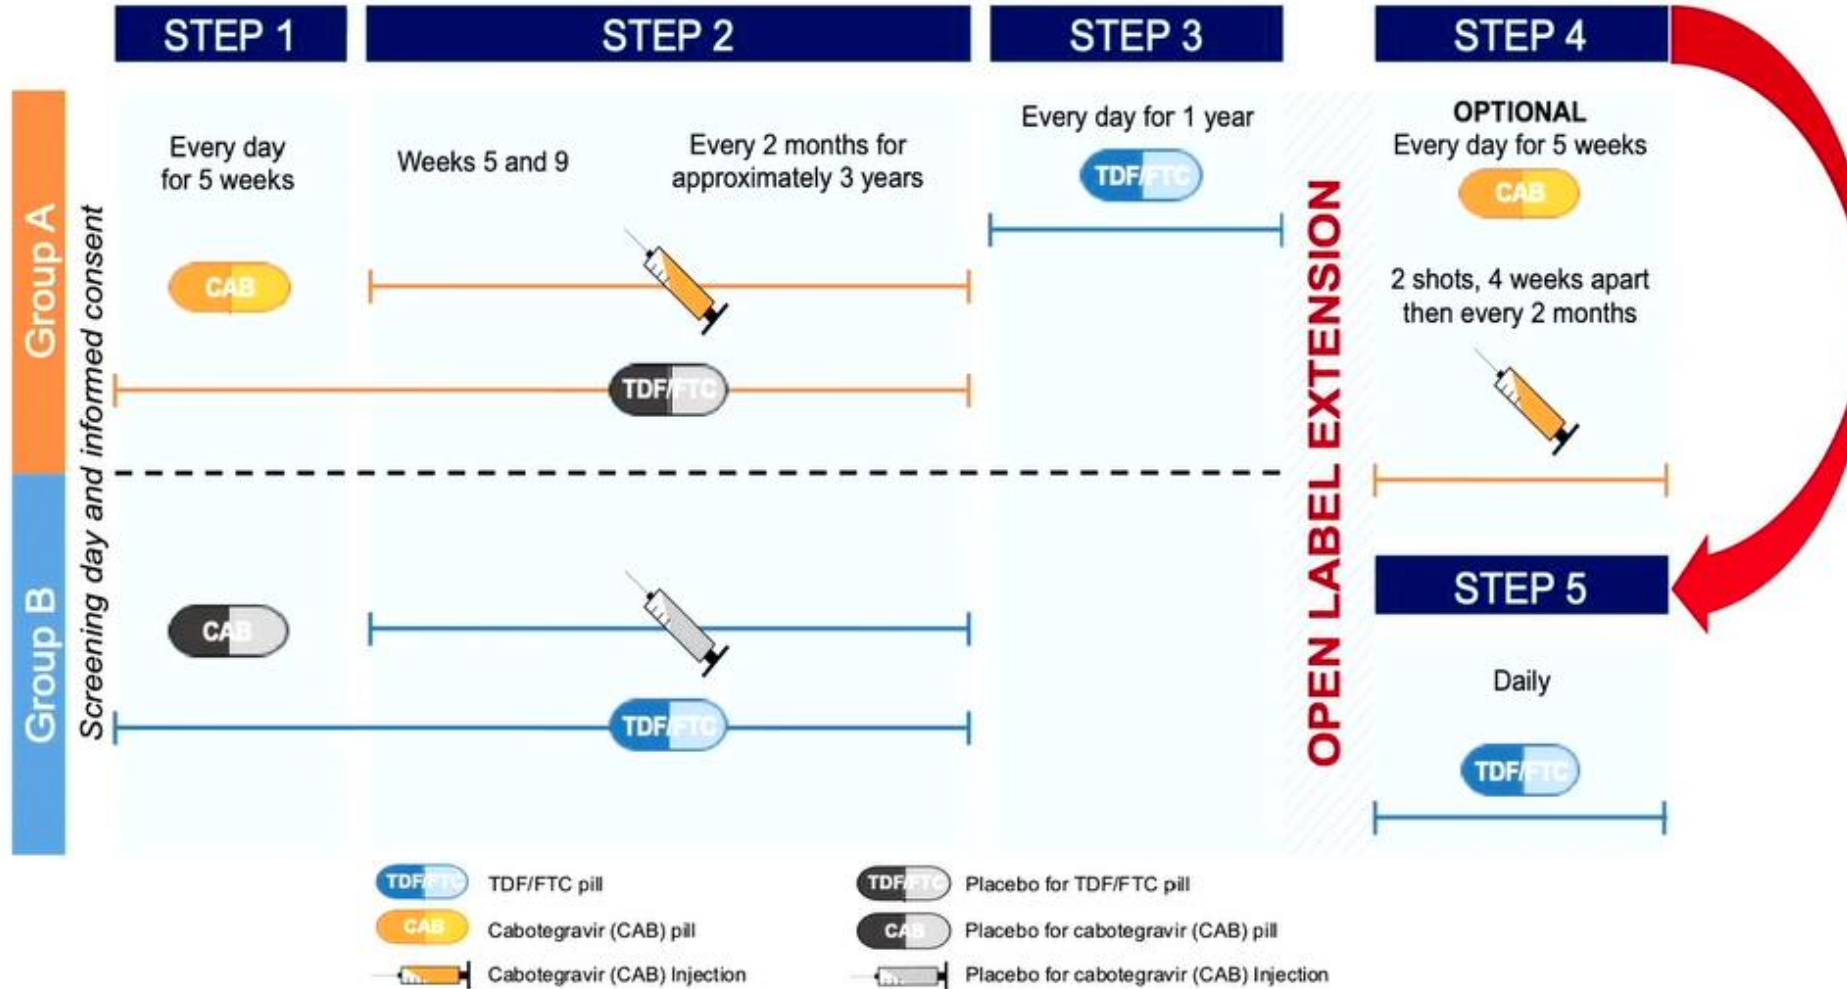 STEP 1
STEP 2
STEP 3
STEP 4
Group A
Group B
Screening day and informed consent
Every day
for 5 weeks
CAB
Weeks 5 and 9
Every 2 months for
approximately 3 years
TDF/FTC
Every day for 1 year
TDF/FTC
CAB
TDF/FTC
OPEN LABEL EXTENSION
OPTIONAL
Every day for 5 weeks
CAB
2 shots, 4 weeks apart
then every 2 months
STEP 5
Daily
TDF/FTC
TDF/FTC TDF/FTC pill
CAB Cabotegravir (CAB) pill
Cabotegravir (CAB) Injection
TDF/FTC Placebo for TDF/FTC pill
CAB Placebo for cabotegravir (CAB) pill
Placebo for cabotegravir (CAB) Injection